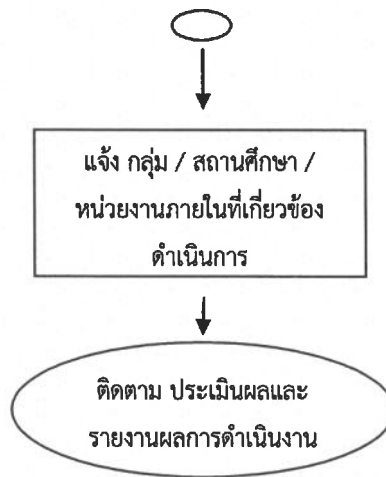 แจ้ง กลุ่ม / สถานศึกษา /
หน่วยงานภายในที่เกี่ยวข้อง
ดำเนินการ
ติดตาม ประเมินผลและ
รายงานผลการดำเนินงาน